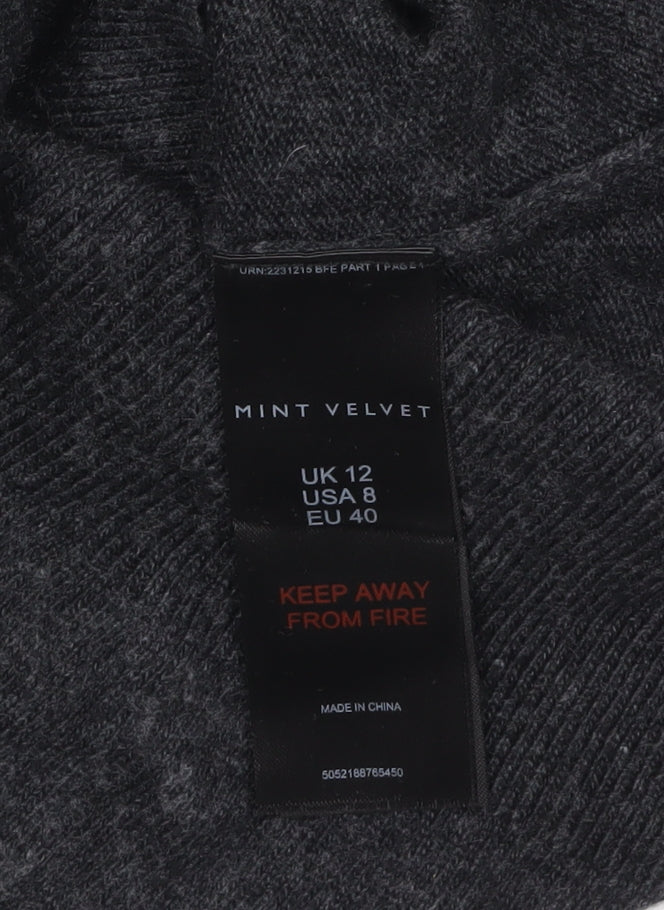 URN:2231215 BFE PART 1 PAGE 1
MINT VELVET
UK 12
USA 8
EU 40
KEEP AWAY
FROM FIRE
MADE IN CHINA
5052188765450